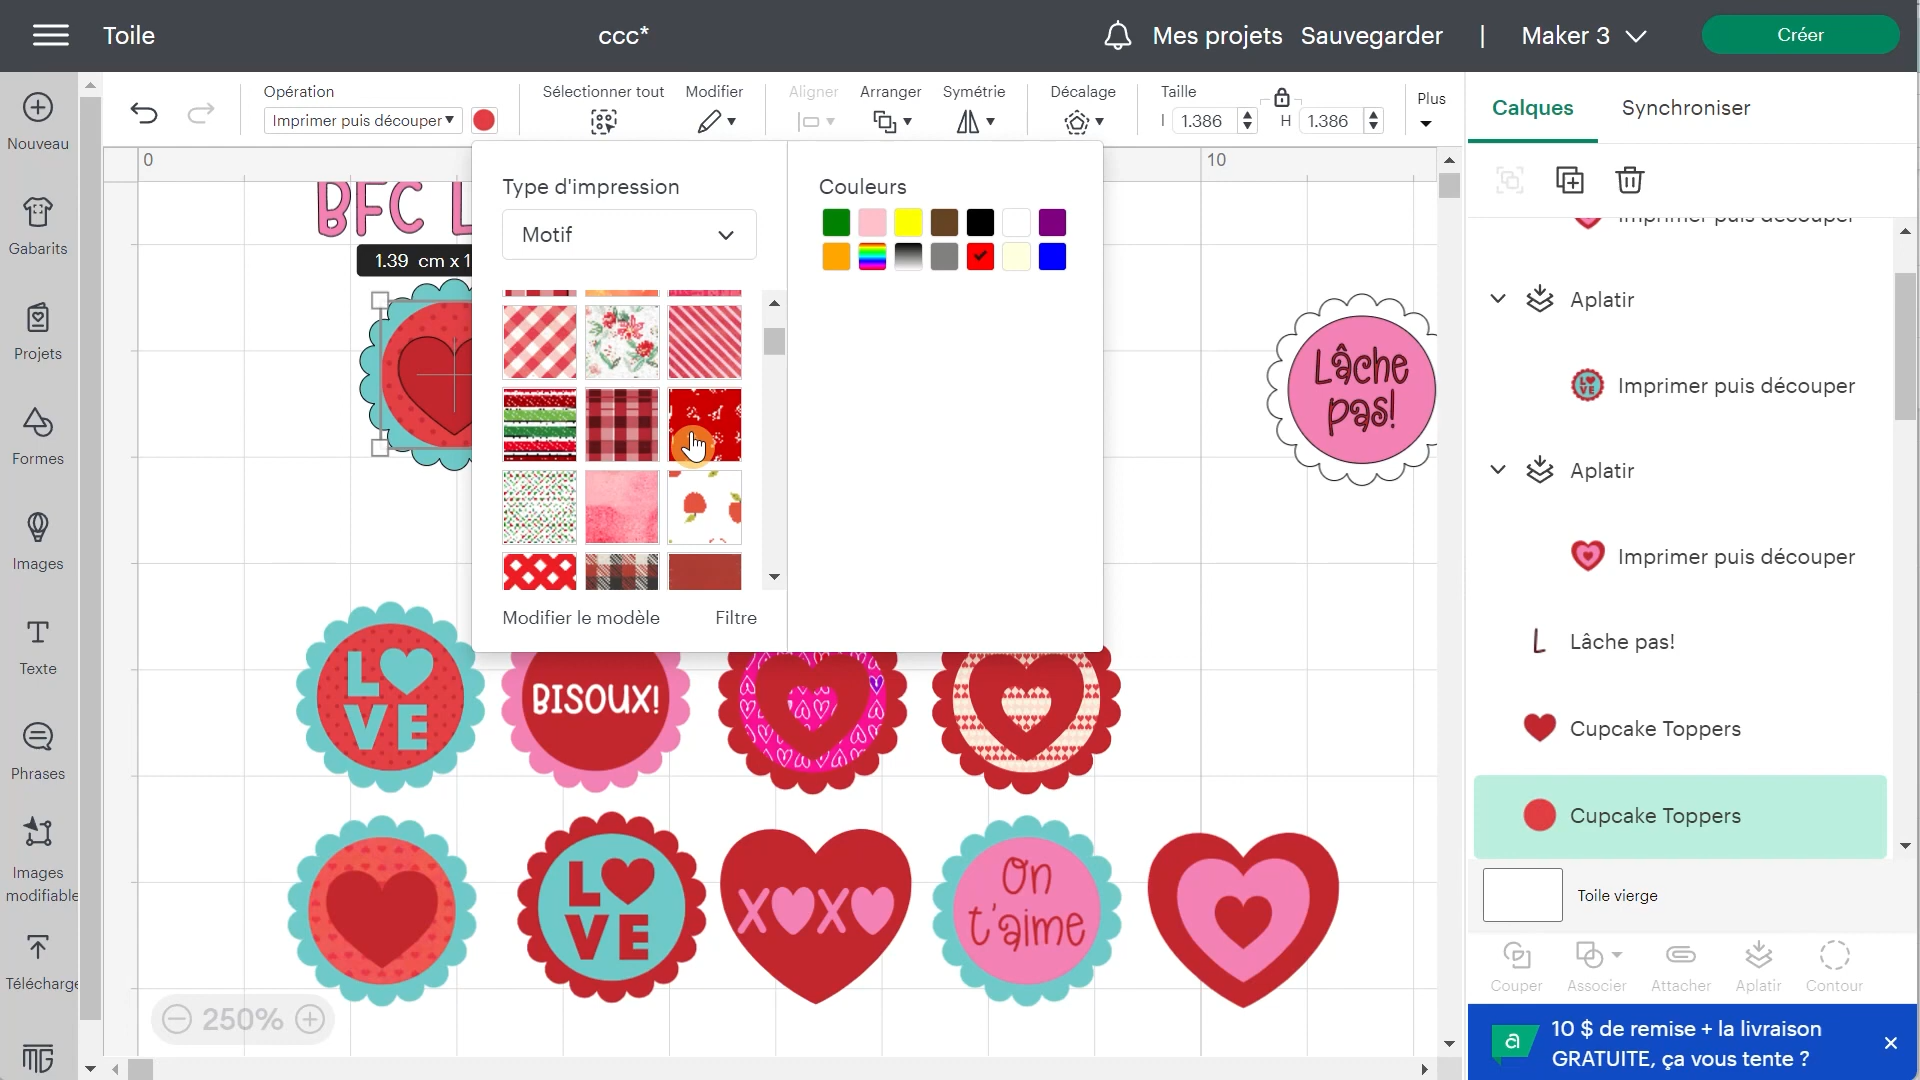 Toile
ccc*
Mes projets
Sauvegarder
|
Maker 3
Créer
Nouveau
Gabarits
Projets
Formes
Images
Texte
Phrases
Images
modifiable
Télécharge
Opération
Imprimer puis découper
Sélectionner tout
Modifier
Aligner
Arranger
Symétrie
Décalage
Taille
l 1.386
H 1.386
Plus
0
10
BFC L
1.39 cm x 1
Type d'impression
Motif
Modifier le modèle
Filtre
Couleurs
Lâche
pas!
LOVE
BISOUX!
LOVE
XOXO
On
t'aime
250%
Calques
Synchroniser
Imprimer puis découper
Aplatir
Imprimer puis découper
Aplatir
Imprimer puis découper
L Lâche pas!
Cupcake Toppers
Cupcake Toppers
Toile vierge
Couper
Associer
Attacher
Aplatir
Contour
a
10 $ de remise + la livraison
GRATUITE, ça vous tente ?